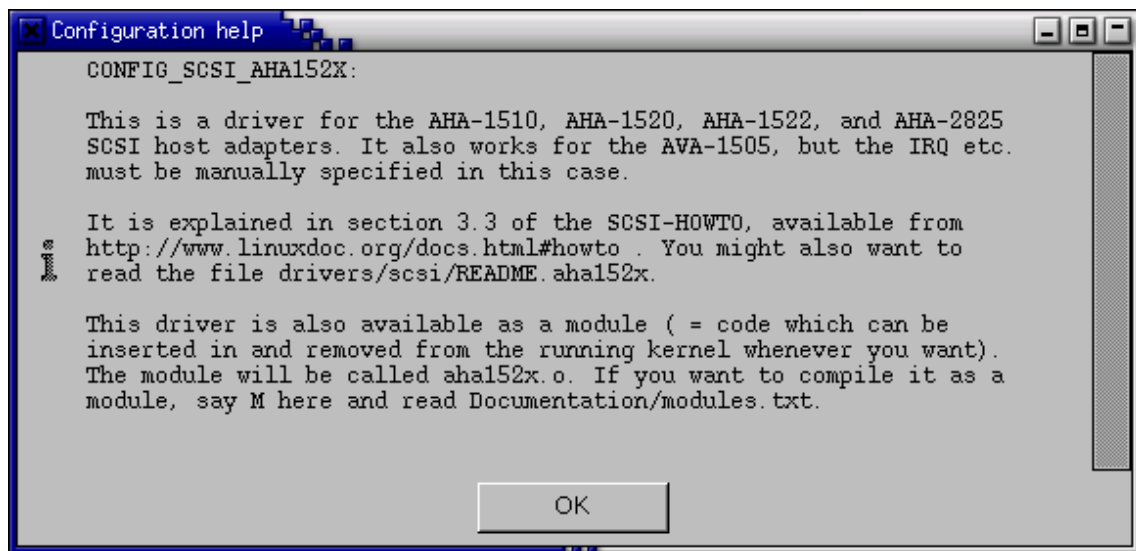 Configuration help
CONFIG_SCSI_AHA152X:
This is a driver for the AHA-1510, AHA-1520, AHA-1522, and AHA-2825
SCSI host adapters. It also works for the AVA-1505, but the IRQ etc.
must be manually specified in this case.
It is explained in section 3.3 of the SCSI-HOWTO, available from
http://www.linuxdoc.org/docs.html#howto . You might also want to
read the file drivers/scsi/README.aha152x.
This driver is also available as a module ( = code which can be
inserted in and removed from the running kernel whenever you want).
The module will be called aha152x.o. If you want to compile it as a
module, say M here and read Documentation/modules.txt.
OK